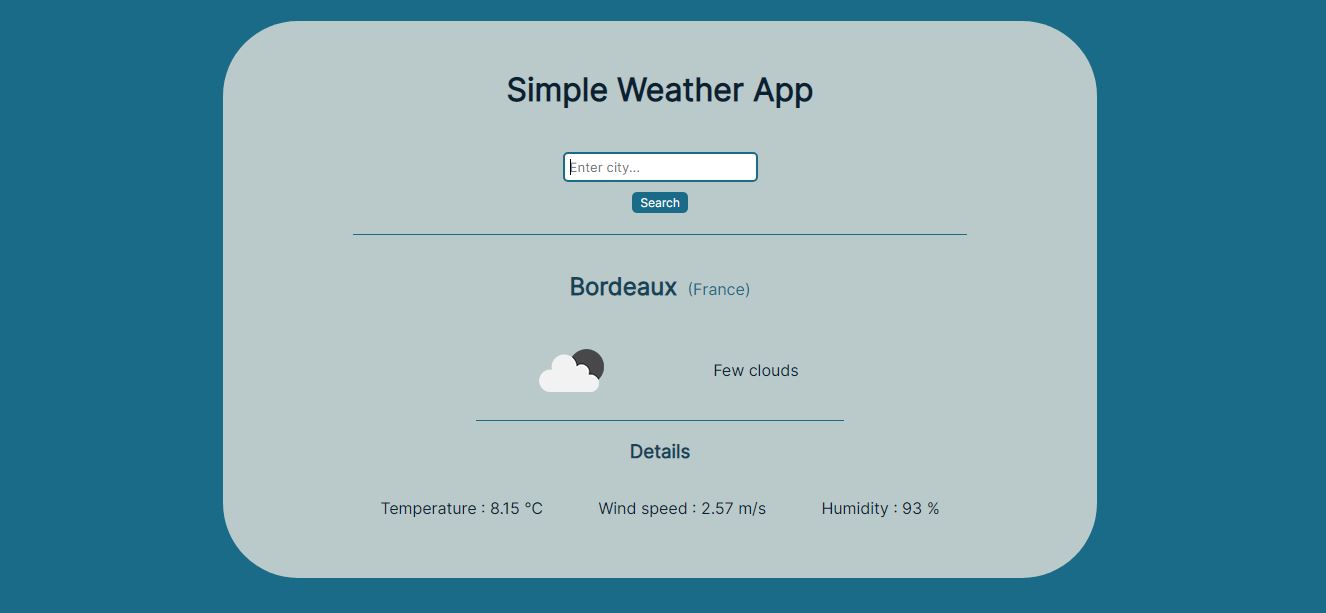 Simple Weather App
Enter city...
Search
Bordeaux (France)
Few clouds
Details
Temperature : 8.15 °C Wind speed : 2.57 m/s Humidity : 93 %